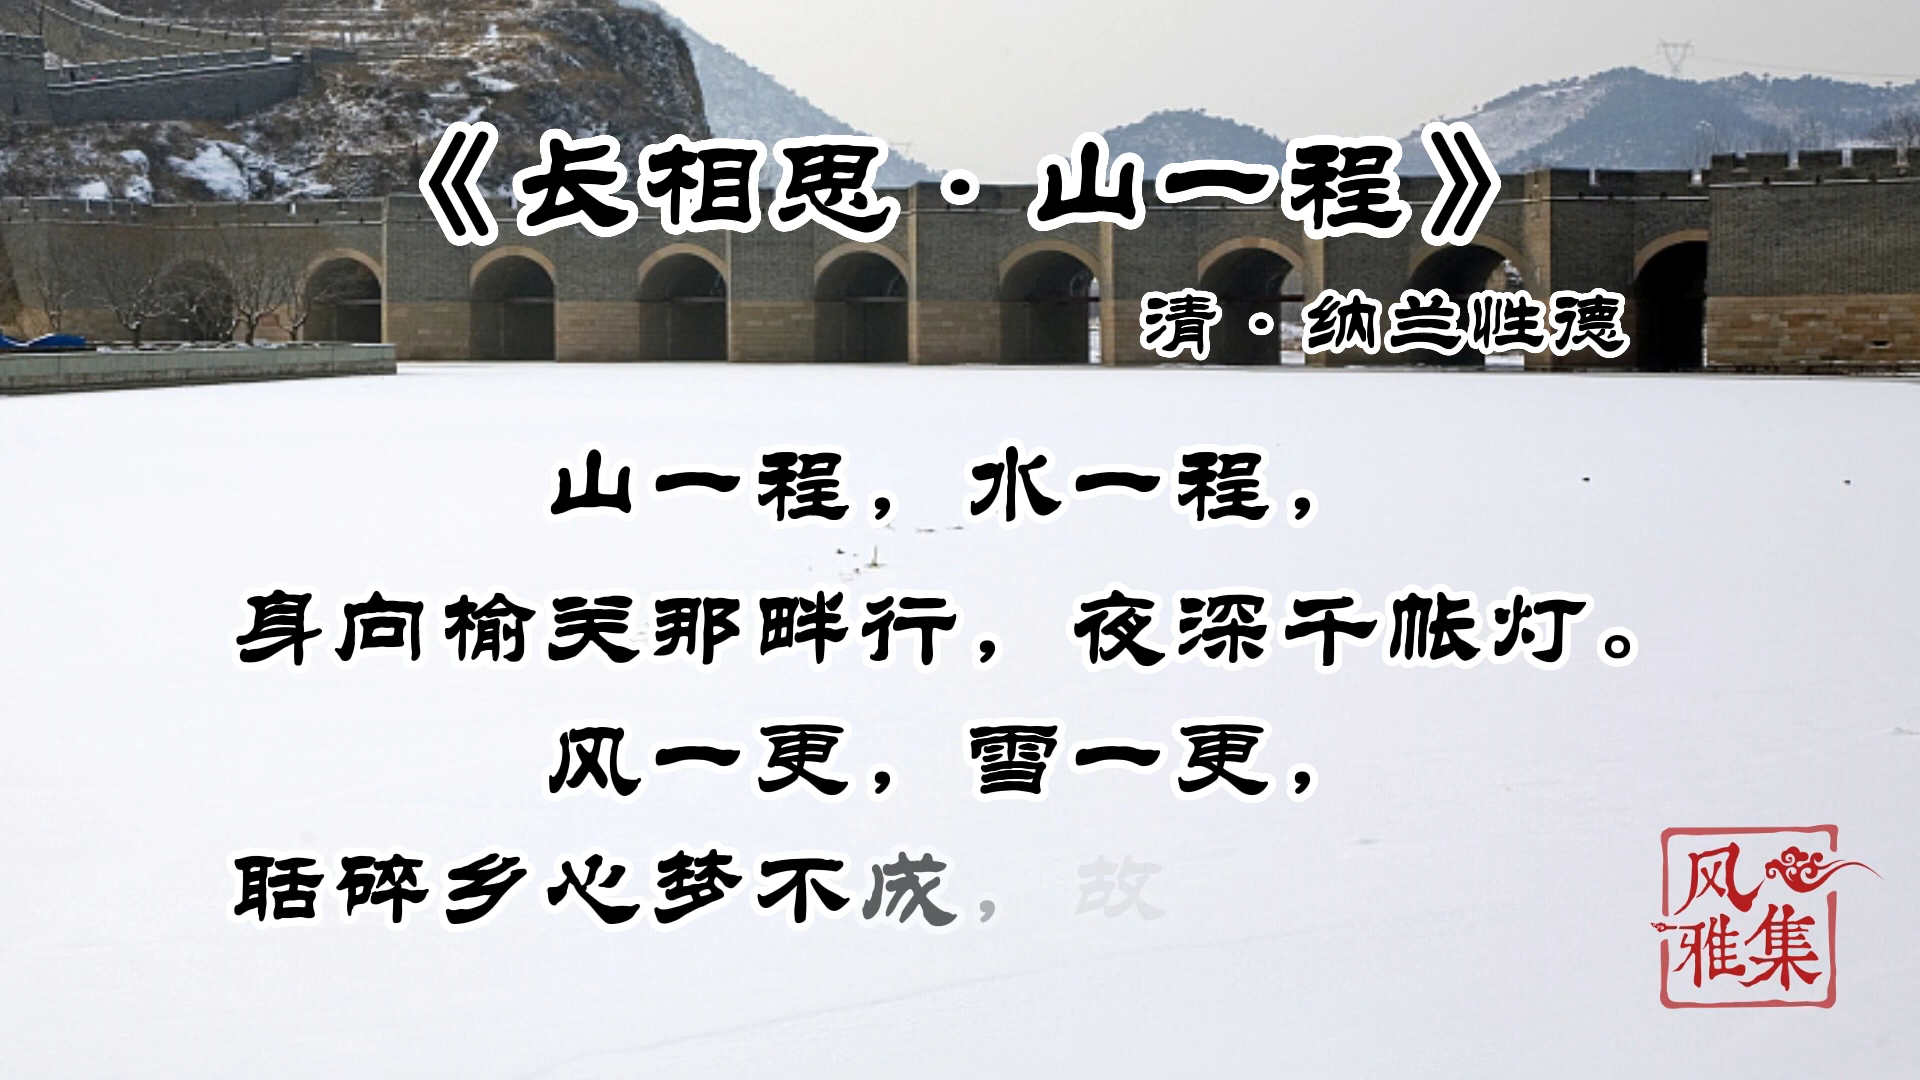 《长相思·山一程》
清·纳兰性德
山一程，水一程，
身向榆关那畔行，夜深千帐灯。
风一更，雪一更，
聒碎乡心梦不成，故
风雅集